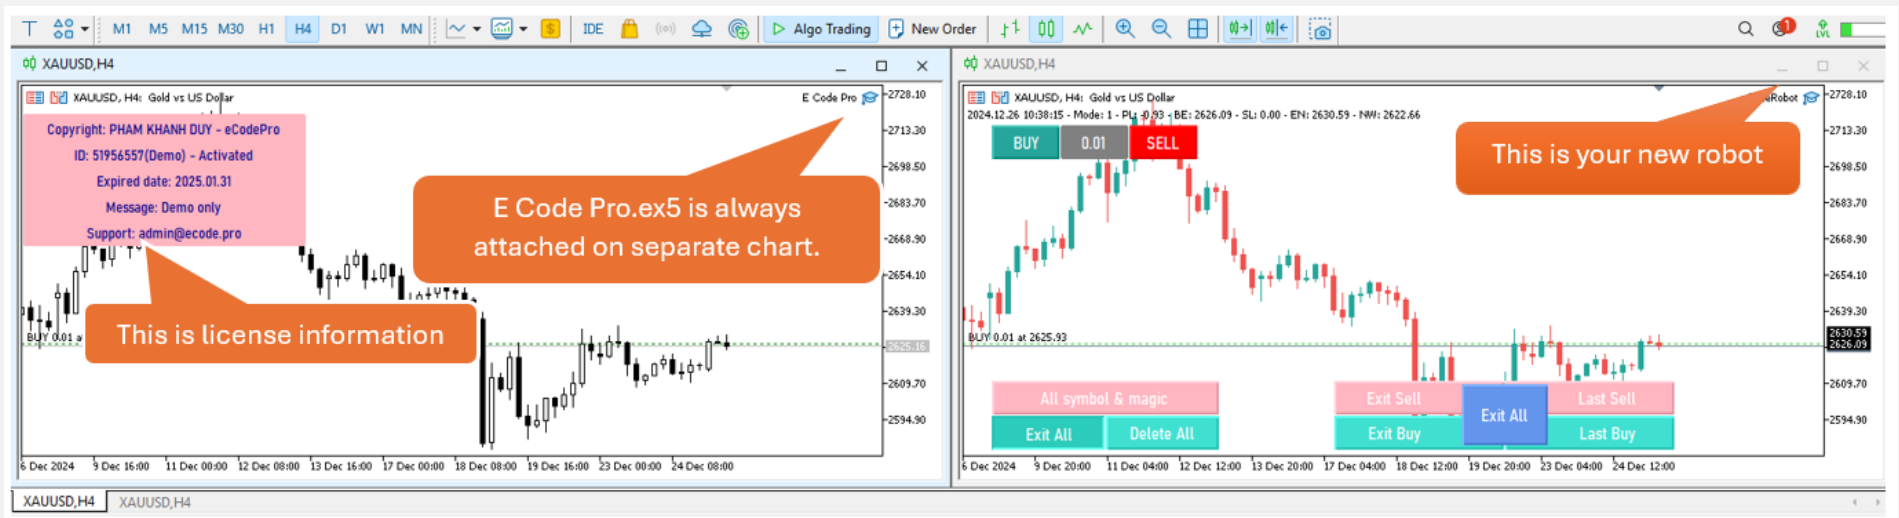 M1 M5 M15 M30 H1 H4 D1 W1 MN $ IDE Algo Trading New Order 1 LVL
XAUUSD,H4
XAUUSD, H4: Gold vs US Dollar
E Code Pro
Copyright: PHAM KHANH DUY - eCodePro
ID: 51956557(Demo) - Activated
Expired date: 2025.01.31
Message: Demo only
Support: admin@ecode.pro
E Code Pro.ex5 is always
attached on separate chart.
This is license information
BUY 0.01 a
2728.10
2713.30
2698.50
2683.70
2668.90
2654.10
2639.30
2625.16
2609.70
2594.90
6 Dec 2024 9 Dec 16:00 11 Dec 00:00 12 Dec 08:00 13 Dec 16:00 17 Dec 00:00 18 Dec 08:00 19 Dec 16:00 23 Dec 00:00 24 Dec 08:00
XAUUSD,H4
XAUUSD, H4: Gold vs US Dollar
eRobot
2024.12.26 10:38:15 - Mode: 1 - PL: -0.93 - BE: 2626.09 - SL: 0.00 - EN: 2630.59 - NW: 2622.66
BUY 0.01 SELL
This is your new robot
BUY 0.01 at 2625.93
2728.10
2713.30
2698.50
2683.70
2668.90
2654.10
2639.30
2630.59
2626.09
2609.70
2594.90
All symbol & magic
Exit All Delete All
Exit Sell Last Sell
Exit All
Exit Buy Last Buy
6 Dec 2024 9 Dec 20:00 11 Dec 04:00 12 Dec 12:00 13 Dec 20:00 17 Dec 04:00 18 Dec 12:00 19 Dec 20:00 23 Dec 04:00 24 Dec 12:00
XAUUSD,H4 XAUUSD,H4